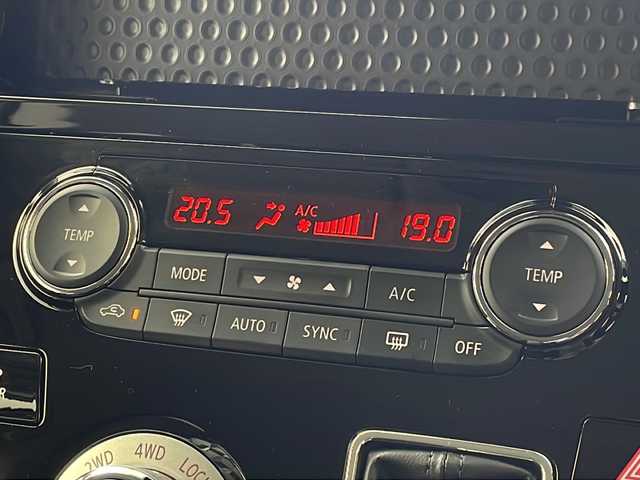 20.5 A/C 19.0
TEMP
MODE
A/C
TEMP
AUTO
SYNC
OFF
2WD 4WD LOCK